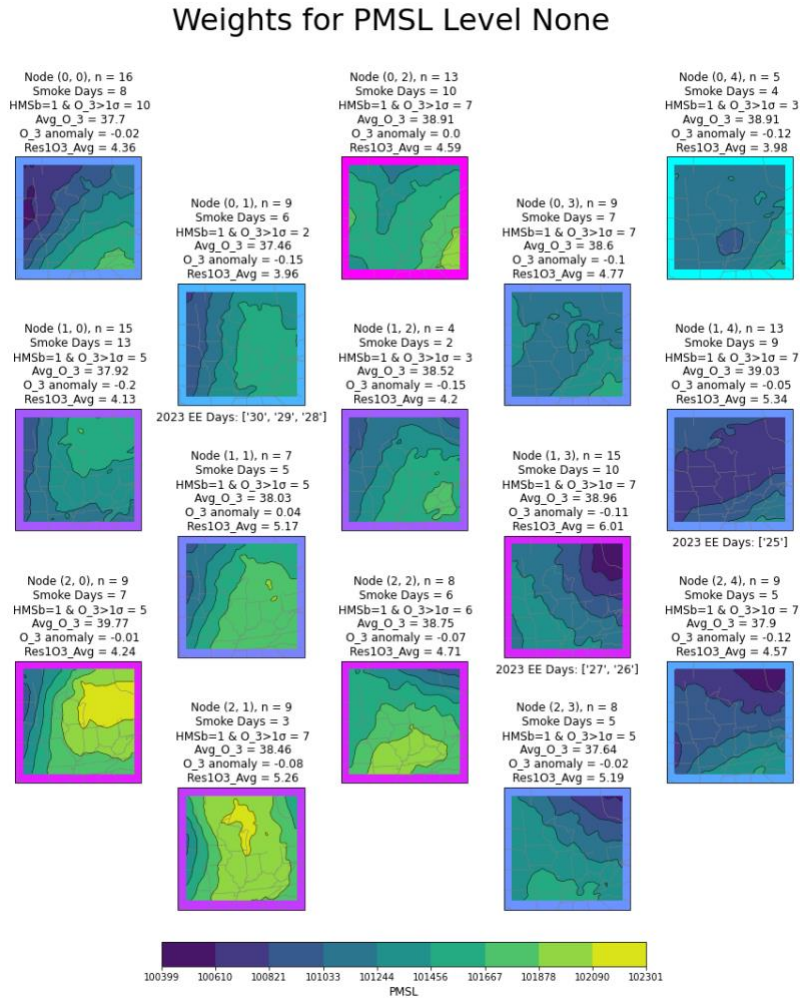 Weights for PMSL Level None
Node (0, 0), n = 16
Smoke Days = 8
HMSb=1 & O_3>1σ = 10
Avg_O_3 = 37.7
O_3 anomaly = -0.02
Res1O3_Avg = 4.36
Node (0, 1), n = 9
Smoke Days = 6
HMSb=1 & O_3>1σ = 2
Avg_O_3 = 37.46
O_3 anomaly = -0.15
Res1O3_Avg = 3.96
2023 EE Days: ['30', '29', '28']
Node (0, 2), n = 13
Smoke Days = 10
HMSb=1 & O_3>1σ = 7
Avg_O_3 = 38.91
O_3 anomaly = 0.0
Res1O3_Avg = 4.59
Node (0, 3), n = 9
Smoke Days = 7
HMSb=1 & O_3>1σ = 7
Avg_O_3 = 38.6
O_3 anomaly = -0.1
Res1O3_Avg = 4.77
Node (0, 4), n = 5
Smoke Days = 4
HMSb=1 & O_3>1σ = 3
Avg_O_3 = 38.91
O_3 anomaly = -0.12
Res1O3_Avg = 3.98
Node (1, 0), n = 15
Smoke Days = 13
HMSb=1 & O_3>1σ = 5
Avg_O_3 = 37.92
O_3 anomaly = -0.2
Res1O3_Avg = 4.13
Node (1, 1), n = 7
Smoke Days = 5
HMSb=1 & O_3>1σ = 5
Avg_O_3 = 38.03
O_3 anomaly = 0.04
Res1O3_Avg = 5.17
Node (1, 2), n = 4
Smoke Days = 2
HMSb=1 & O_3>1σ = 3
Avg_O_3 = 38.52
O_3 anomaly = -0.15
Res1O3_Avg = 4.2
Node (1, 3), n = 15
Smoke Days = 10
HMSb=1 & O_3>1σ = 7
Avg_O_3 = 38.96
O_3 anomaly = -0.11
Res1O3_Avg = 6.01
2023 EE Days: ['27', '26']
Node (1, 4), n = 13
Smoke Days = 9
HMSb=1 & O_3>1σ = 7
Avg_O_3 = 39.03
O_3 anomaly = -0.05
Res1O3_Avg = 5.34
2023 EE Days: ['25']
Node (2, 0), n = 9
Smoke Days = 7
HMSb=1 & O_3>1σ = 5
Avg_O_3 = 39.77
O_3 anomaly = -0.01
Res1O3_Avg = 4.24
Node (2, 1), n = 9
Smoke Days = 3
HMSb=1 & O_3>1σ = 7
Avg_O_3 = 38.46
O_3 anomaly = -0.08
Res1O3_Avg = 5.26
Node (2, 2), n = 8
Smoke Days = 6
HMSb=1 & O_3>1σ = 6
Avg_O_3 = 38.75
O_3 anomaly = -0.07
Res1O3_Avg = 4.71
Node (2, 3), n = 8
Smoke Days = 5
HMSb=1 & O_3>1σ = 5
Avg_O_3 = 37.64
O_3 anomaly = -0.02
Res1O3_Avg = 5.19
Node (2, 4), n = 9
Smoke Days = 5
HMSb=1 & O_3>1σ = 7
Avg_O_3 = 37.9
O_3 anomaly = -0.12
Res1O3_Avg = 4.57
100399 100610 100821 101033 101244 101456 101667 101878 102090 102301
PMSL